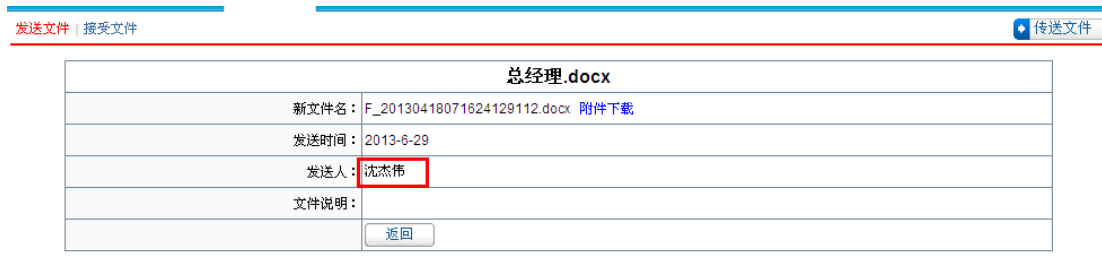 发送文件 | 接受文件 传送文件
总经理.docx
新文件名： F_20130418071624129112.docx 附件下载
发送时间： 2013-6-29
发送人： 沈杰伟
文件说明：
返回